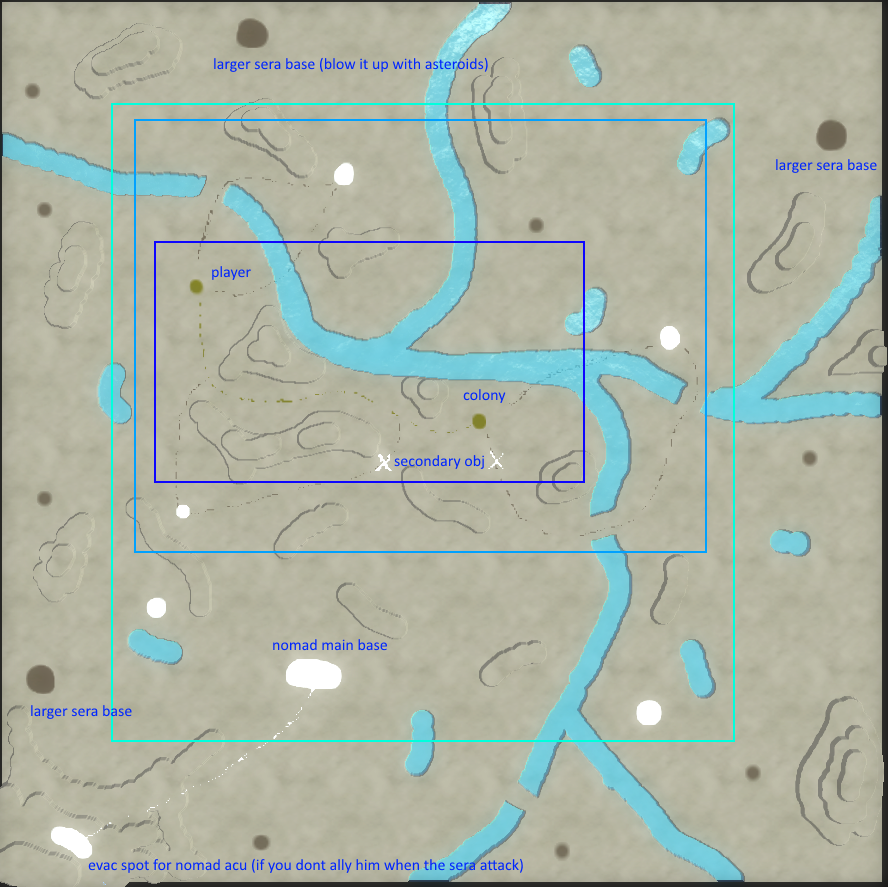 larger sera base (blow it up with asteroids)
larger sera base
player
colony
X secondary obj X
nomad main base
larger sera base
evac spot for nomad acu (if you dont ally him when the sera attack)